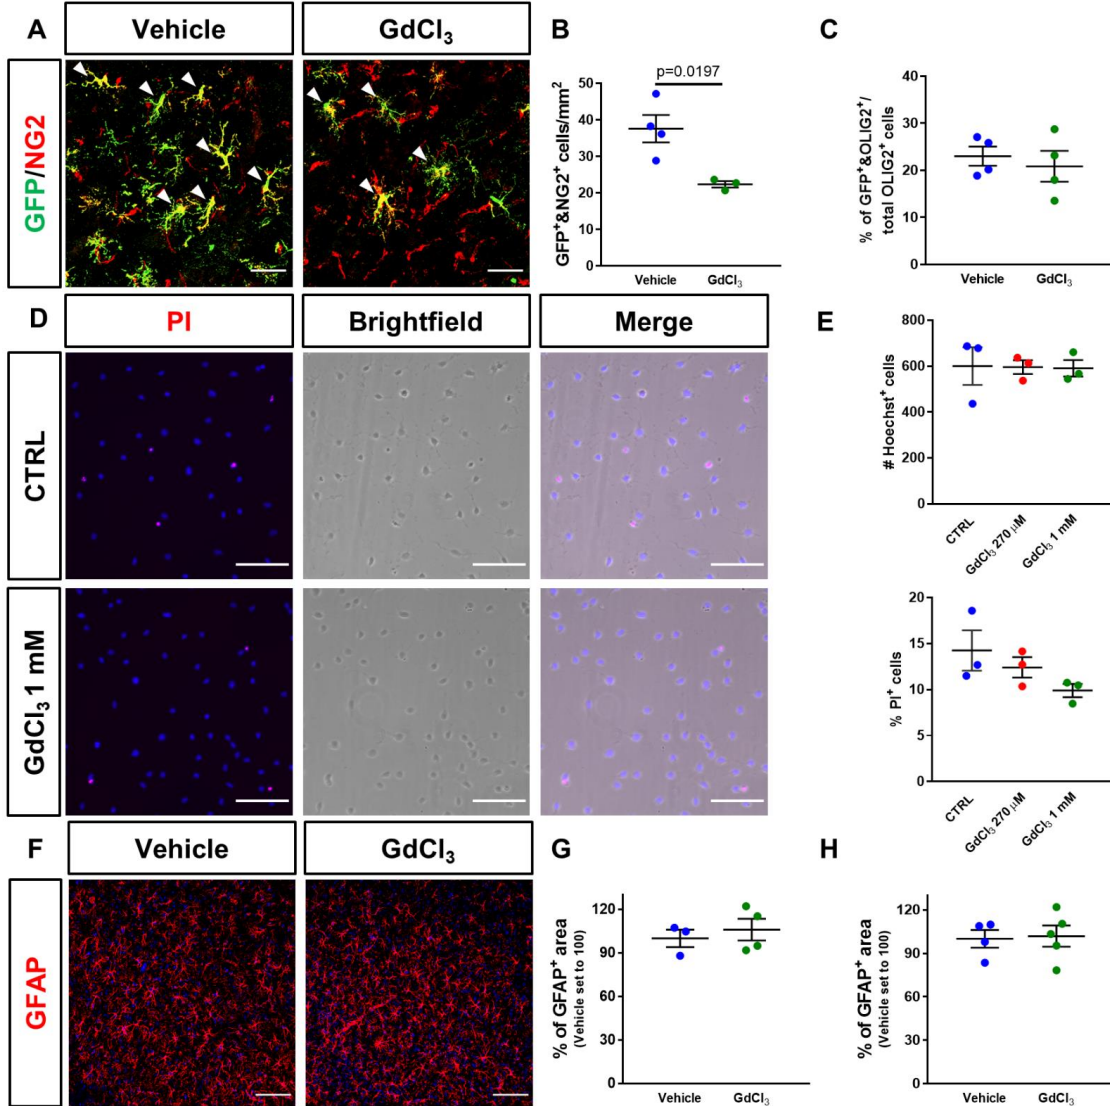 A
Vehicle
GdCl₃
GFP/NG2
B
p=0.0197
GFP⁺&NG2⁺ cells/mm²
50
40
30
20
10
0
Vehicle
GdCl₃
C
% of GFP⁺&OLIG2⁺/
total OLIG2⁺ cells
40
30
20
10
0
Vehicle
GdCl₃
D
PI
Brightfield
Merge
CTRL
GdCl₃ 1 mM
E
# Hoechst⁺ cells
800
600
400
200
0
CTRL
GdCl₃ 270 µM
GdCl₃ 1 mM
% PI⁺ cells
20
15
10
5
0
CTRL
GdCl₃ 270 µM
GdCl₃ 1 mM
F
Vehicle
GdCl₃
GFAP
G
% of GFAP⁺ area
(Vehicle set to 100)
120
90
60
30
0
Vehicle
GdCl₃
H
% of GFAP⁺ area
(Vehicle set to 100)
120
90
60
30
0
Vehicle
GdCl₃